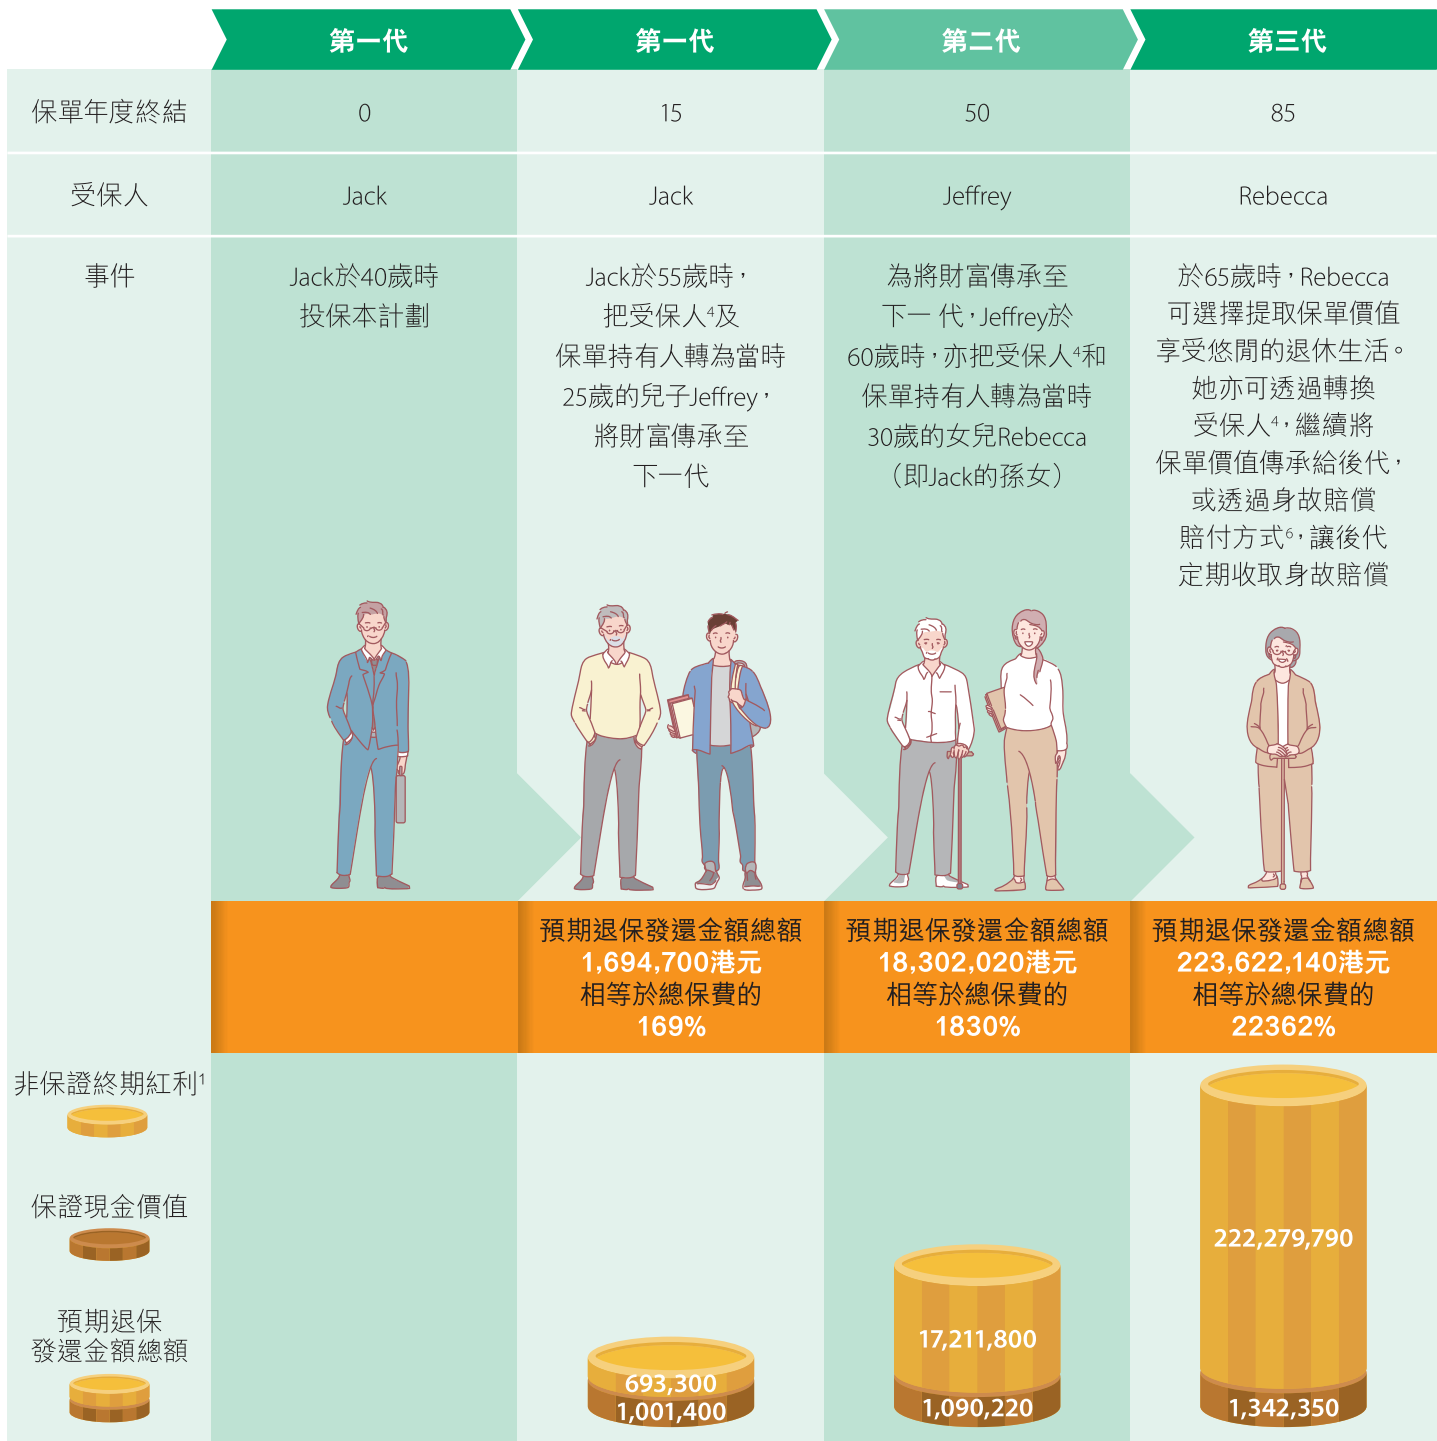 第一代
第一代
第二代
第三代
保單年度終結
0
15
50
85
受保人
Jack
Jack
Jeffrey
Rebecca
事件
Jack於40歲時
投保本計劃
Jack於55歲時，
把受保人⁴及
保單持有人轉為當時
25歲的兒子Jeffrey，
將財富傳承至
下一代
為將財富傳承至
下一 代，Jeffrey於
60歲時，亦把受保人⁴和
保單持有人轉為當時
30歲的女兒Rebecca
（即Jack的孫女）
於65歲時，Rebecca
可選擇提取保單價值
享受悠閒的退休生活。
她亦可透過轉換
受保人⁴，繼續將
保單價值傳承給後代，
或透過身故賠償
賠付方式⁶，讓後代
定期收取身故賠償
預期退保發還金額總額
1,694,700港元
相等於總保費的
169%
預期退保發還金額總額
18,302,020港元
相等於總保費的
1830%
預期退保發還金額總額
223,622,140港元
相等於總保費的
22362%
非保證終期紅利¹
保證現金價值
預期退保
發還金額總額
693,300
1,001,400
17,211,800
1,090,220
222,279,790
1,342,350